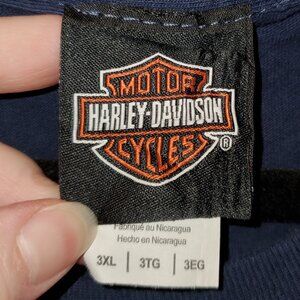 MOTOR
HARLEY-DAVIDSON
CYCLES
®
Fabriqué au Nicaragua
Hecho en Nicaragua
3XL 3TG 3EG